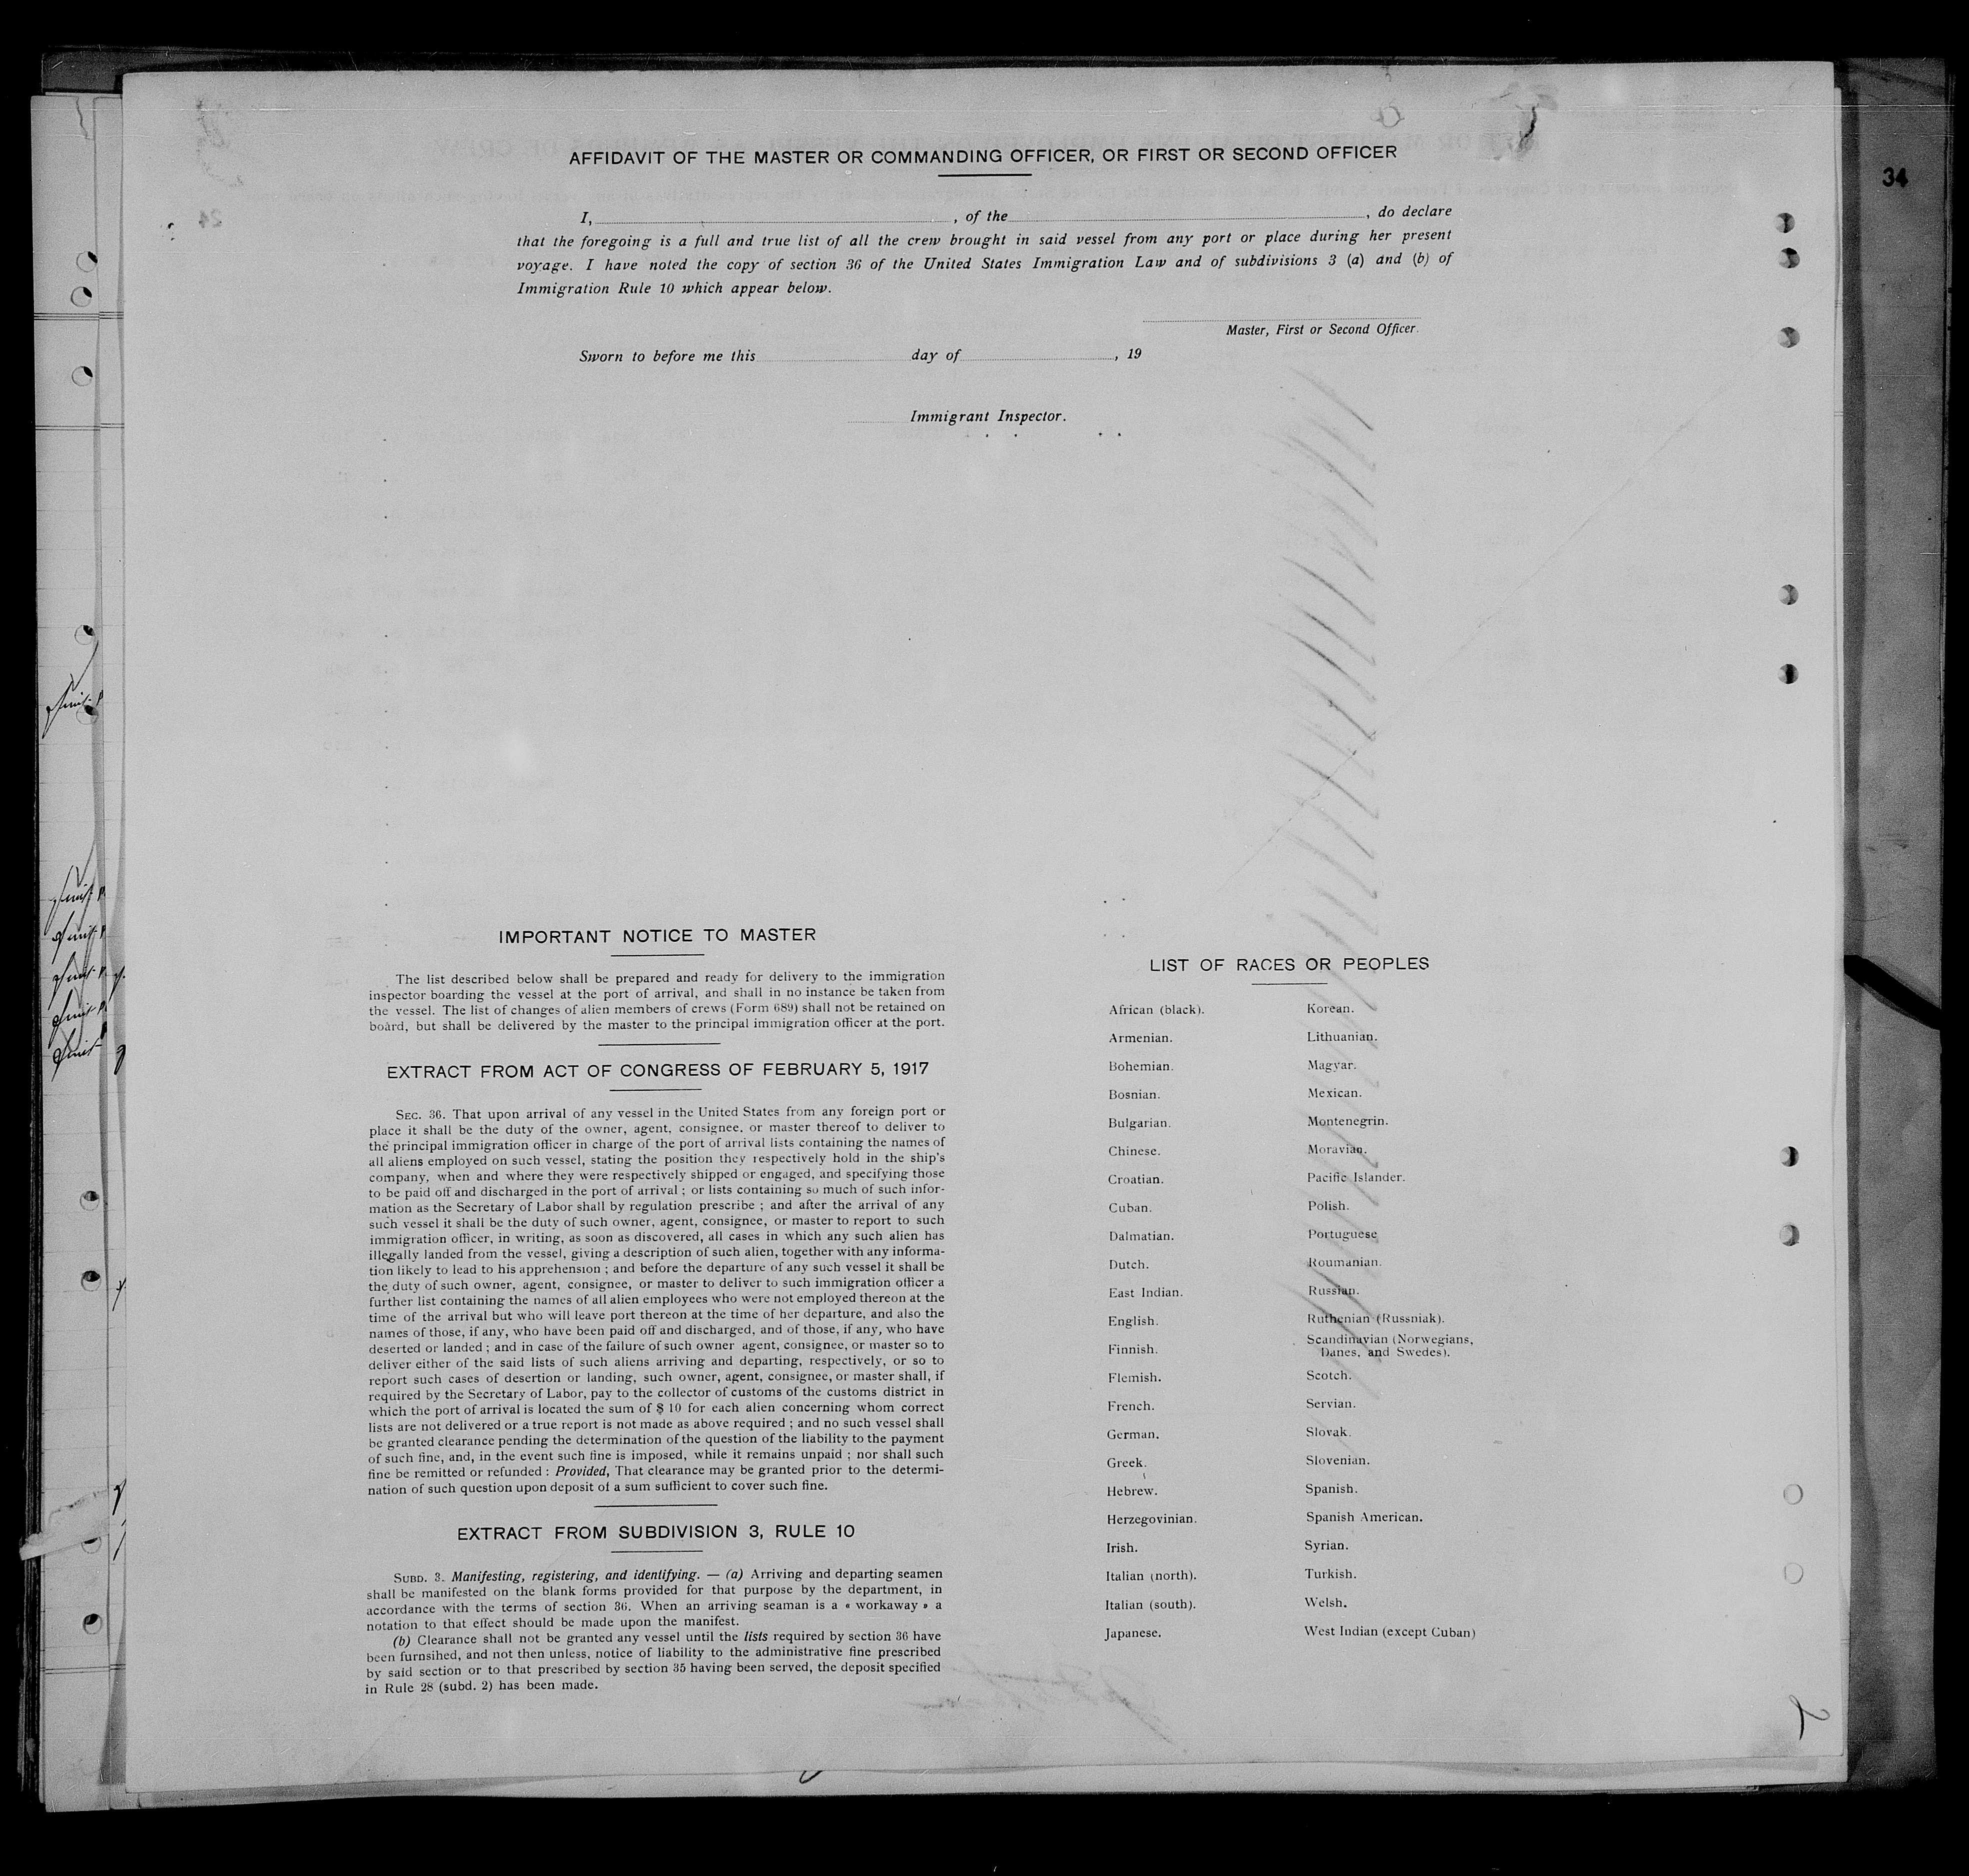 34
AFFIDAVIT OF THE MASTER OR COMMANDING OFFICER, OR FIRST OR SECOND OFFICER
I, , of the , do declare
that the foregoing is a full and true list of all the crew brought in said vessel from any port or place during her present
voyage. I have noted the copy of section 36 of the United States Immigration Law and of subdivisions 3 (a) and (b) of
Immigration Rule 10 which appear below.
Master, First or Second Officer.
Sworn to before me this day of , 19
Immigrant Inspector.
IMPORTANT NOTICE TO MASTER
The list described below shall be prepared and ready for delivery to the immigration
inspector boarding the vessel at the port of arrival, and shall in no instance be taken from
the vessel. The list of changes of alien members of crews (Form 689) shall not be retained on
board, but shall be delivered by the master to the principal immigration officer at the port.
EXTRACT FROM ACT OF CONGRESS OF FEBRUARY 5, 1917
SEC. 36. That upon arrival of any vessel in the United States from any foreign port or
place it shall be the duty of the owner, agent, consignee, or master thereof to deliver to
the principal immigration officer in charge of the port of arrival lists containing the names of
all aliens employed on such vessel, stating the position they respectively hold in the ship's
company, when and where they were respectively shipped or engaged, and specifying those
to be paid off and discharged in the port of arrival ; or lists containing so much of such infor-
mation as the Secretary of Labor shall by regulation prescribe ; and after the arrival of any
such vessel it shall be the duty of such owner, agent, consignee, or master to report to such
immigration officer, in writing, as soon as discovered, all cases in which any such alien has
illegally landed from the vessel, giving a description of such alien, together with any informa-
tion likely to lead to his apprehension ; and before the departure of any such vessel it shall be
the duty of such owner, agent, consignee, or master to deliver to such immigration officer a
further list containing the names of all alien employees who were not employed thereon at the
time of the arrival but who will leave port thereon at the time of her departure, and also the
names of those, if any, who have been paid off and discharged, and of those, if any, who have
deserted or landed ; and in case of the failure of such owner agent, consignee, or master so to
deliver either of the said lists of such aliens arriving and departing, respectively, or so to
report such cases of desertion or landing, such owner, agent, consignee, or master shall, if
required by the Secretary of Labor, pay to the collector of customs of the customs district in
which the port of arrival is located the sum of $ 10 for each alien concerning whom correct
lists are not delivered or a true report is not made as above required ; and no such vessel shall
be granted clearance pending the determination of the question of the liability to the payment
of such fine, and, in the event such fine is imposed, while it remains unpaid ; nor shall such
fine be remitted or refunded : Provided, That clearance may be granted prior to the determi-
nation of such question upon deposit of a sum sufficient to cover such fine.
EXTRACT FROM SUBDIVISION 3, RULE 10
SUBD. 3. Manifesting, registering, and identifying. — (a) Arriving and departing seamen
shall be manifested on the blank forms provided for that purpose by the department, in
accordance with the terms of section 36. When an arriving seaman is a « workaway » a
notation to that effect should be made upon the manifest.
(b) Clearance shall not be granted any vessel until the lists required by section 36 have
been furnsihed, and not then unless, notice of liability to the administrative fine prescribed
by said section or to that prescribed by section 35 having been served, the deposit specified
in Rule 28 (subd. 2) has been made.
LIST OF RACES OR PEOPLES
African (black).
Armenian.
Bohemian.
Bosnian.
Bulgarian.
Chinese.
Croatian.
Cuban.
Dalmatian.
Dutch.
East Indian.
English.
Finnish.
Flemish.
French.
German.
Greek.
Hebrew.
Herzegovinian.
Irish.
Italian (north).
Italian (south).
Japanese.
Korean.
Lithuanian.
Magyar.
Mexican.
Montenegrin.
Moravian.
Pacific Islander.
Polish.
Portuguese
Roumanian.
Russian.
Ruthenian (Russniak).
Scandinavian (Norwegians,
Danes, and Swedes).
Scotch.
Servian.
Slovak.
Slovenian.
Spanish.
Spanish American.
Syrian.
Turkish.
Welsh.
West Indian (except Cuban)
2